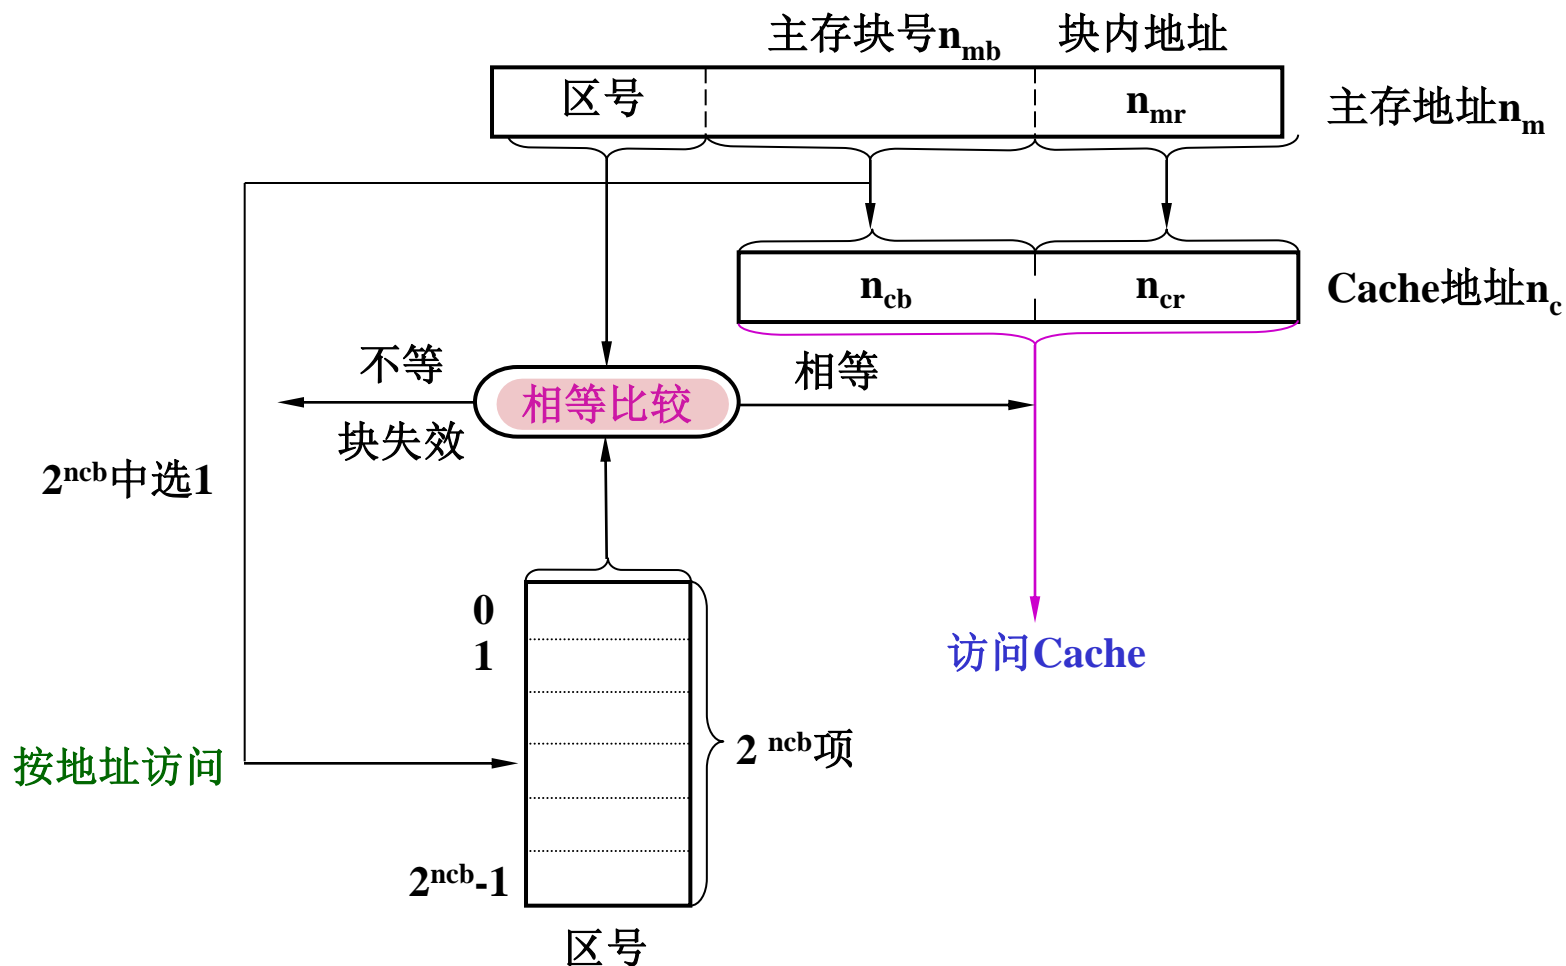 主存块号nmb 块内地址
区号 nmr 主存地址nm
ncb ncr Cache地址nc
不等 相等
相等比较
块失效
2ncb中选1
0
1
访问Cache
按地址访问 2 ncb项
2ncb-1
区号